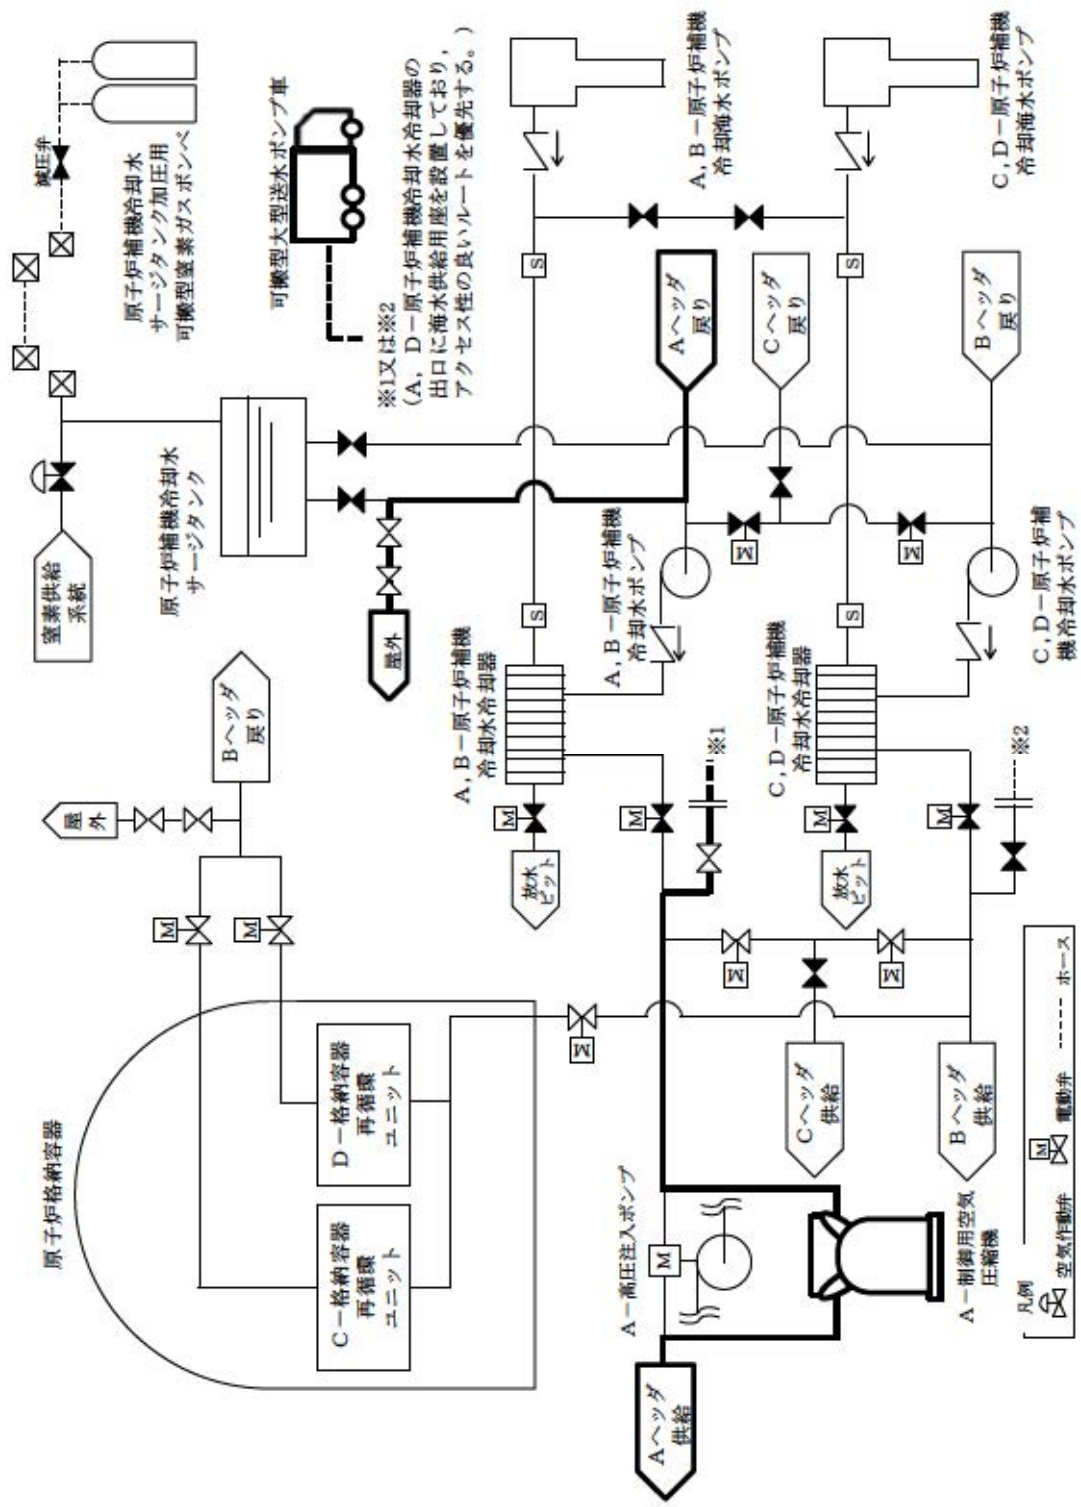 原子炉格納容器
C－格納容器
再循環
ユニット
D－格納容器
再循環
ユニット
M
M
屋
外
Bヘッダ
戻り
窒素供給
系統
原子炉補機冷却水
サージタンク
減圧弁
原子炉補機冷却水
サージタンク加圧用
可搬型窒素ガスボンベ
可搬型大型送水ポンプ車
※1又は※2
(A，D－原子炉補機冷却水冷却器の
出口に海水供給用座を設置しており，
アクセス性の良いルートを優先する。)
屋外
M
放水
ピット
M
A,B－原子炉補機
冷却水冷却器
S
S
A,B－原子炉補機
冷却海水ポンプ
Aヘッダ
供給
A－高圧注入ポンプ
M
M
M
※1
A,B－原子炉補機
冷却水ポンプ
M
Aヘッダ
戻り
Cヘッダ
供給
M
放水
ピット
M
C,D－原子炉補機
冷却水冷却器
S
M
Cヘッダ
戻り
S
C,D－原子炉補機
冷却海水ポンプ
A－制御用空気
圧縮機
Bヘッダ
供給
M
※2
C,D－原子炉補
機冷却水ポンプ
Bヘッダ
戻り
凡例
空気作動弁
M
電動弁
ホース